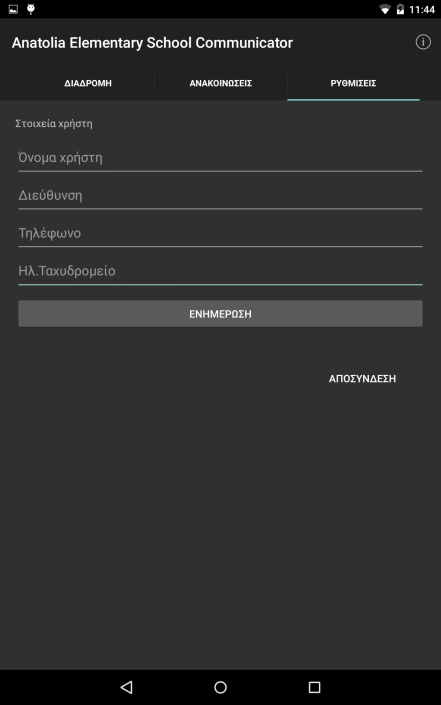 11:44
Anatolia Elementary School Communicator
ΔΙΑΔΡΟΜΗ
ΑΝΑΚΟΙΝΩΣΕΙΣ
ΡΥΘΜΙΣΕΙΣ
Στοιχεία χρήστη
Όνομα χρήστη
Διεύθυνση
Τηλέφωνο
Ηλ.Ταχυδρομείο
ΕΝΗΜΕΡΩΣΗ
ΑΠΟΣΥΝΔΕΣΗ